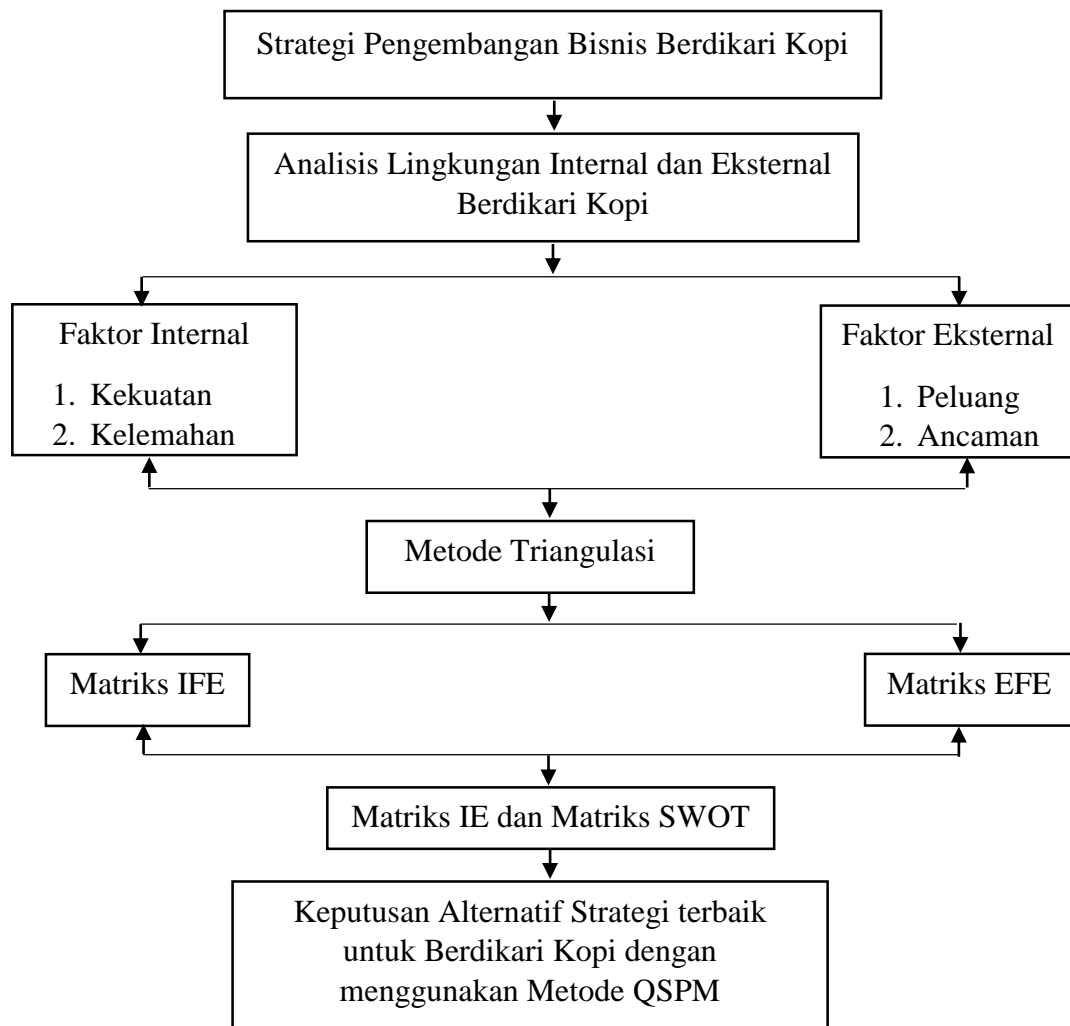 Strategi Pengembangan Bisnis Berdikari Kopi
Analisis Lingkungan Internal dan Eksternal
Berdikari Kopi
Faktor Internal
1. Kekuatan
2. Kelemahan
Faktor Eksternal
1. Peluang
2. Ancaman
Metode Triangulasi
Matriks IFE
Matriks EFE
Matriks IE dan Matriks SWOT
Keputusan Alternatif Strategi terbaik
untuk Berdikari Kopi dengan
menggunakan Metode QSPM